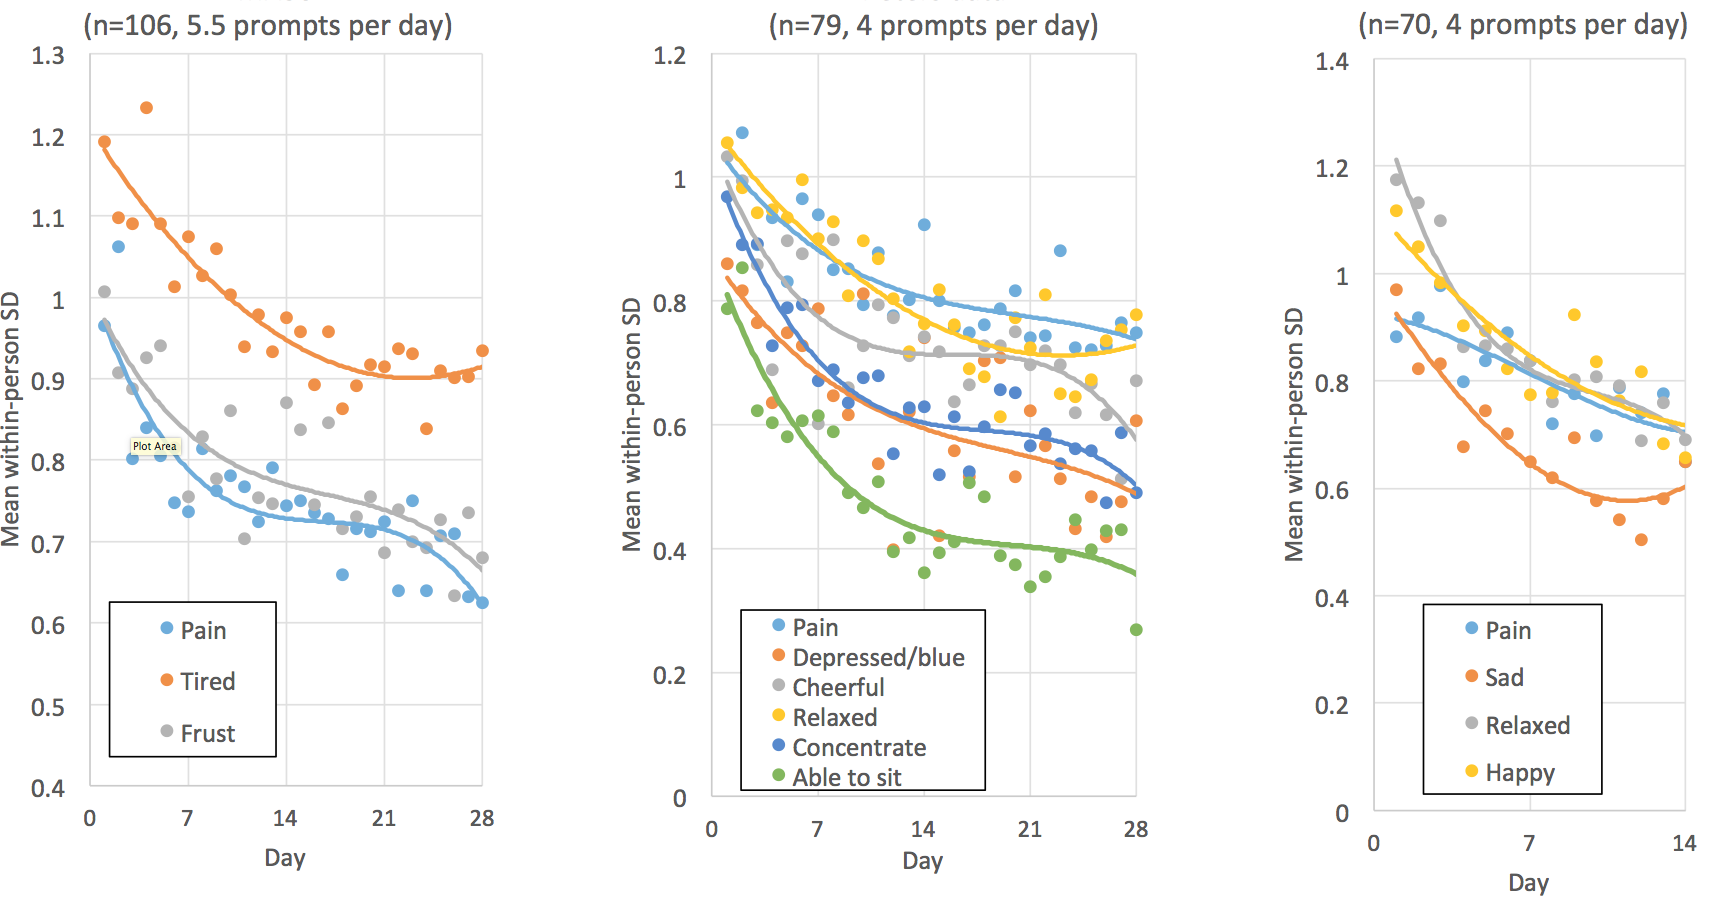 (n=106, 5.5 prompts per day)
1.3
1.2
1.1
1
0.9
0.8
0.7
0.6
0.5
0.4
Mean within-person SD
Plot Area
Pain
Tired
Frust
0 7 14 21 28
Day
(n=79, 4 prompts per day)
1.2
1
0.8
0.6
0.4
0.2
0
Mean within-person SD
Pain
Depressed/blue
Cheerful
Relaxed
Concentrate
Able to sit
0 7 14 21 28
Day
(n=70, 4 prompts per day)
1.4
1.2
1
0.8
0.6
0.4
0.2
0
Mean within-person SD
Pain
Sad
Relaxed
Happy
0 7 14
Day